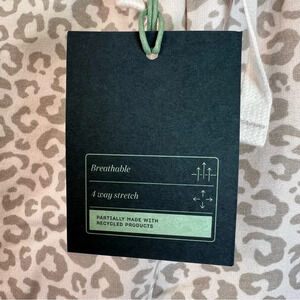 Breathable
4 way stretch
PARTIALLY MADE WITH
RECYCLED PRODUCTS